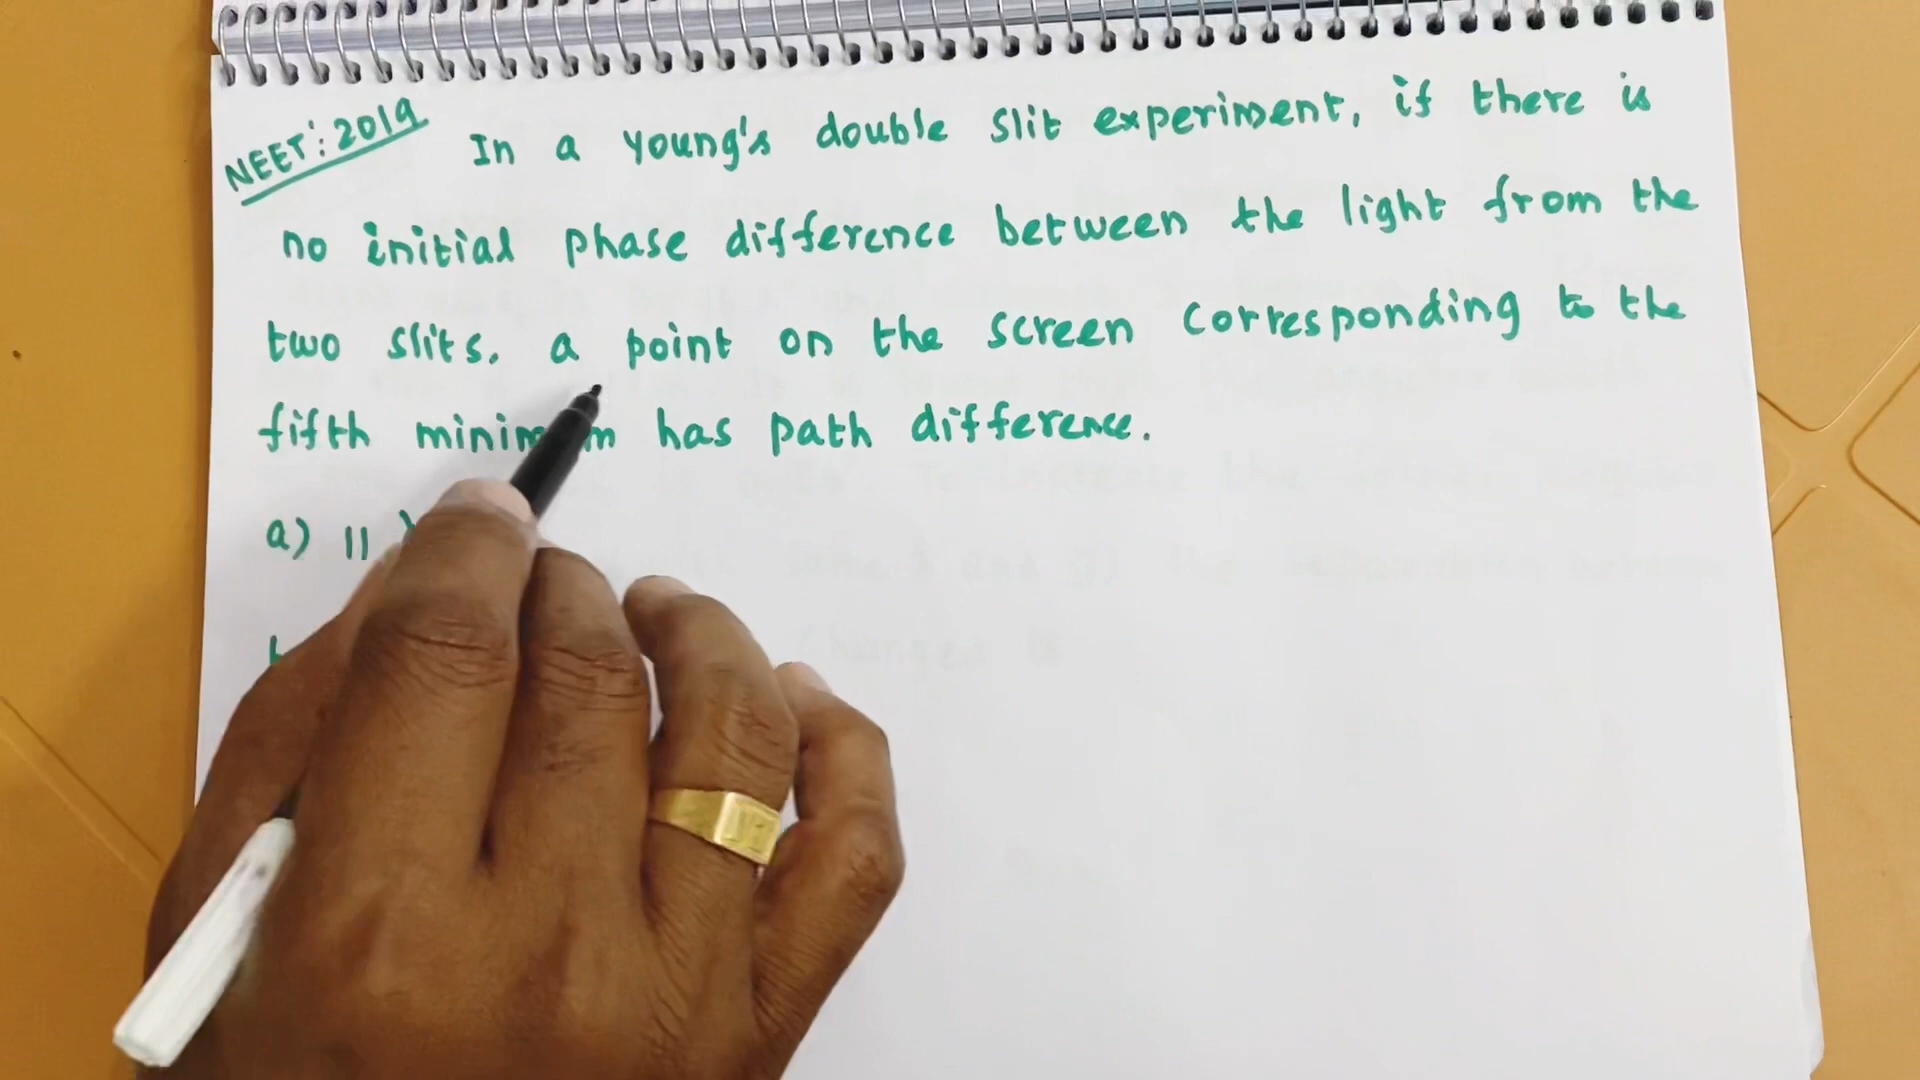 NEET: 2019 In a young's double slit experiment, if there is
no initial phase difference between the light from the
two slits. a point on the screen corresponding to the
fifth minimum has path difference.
a) 11